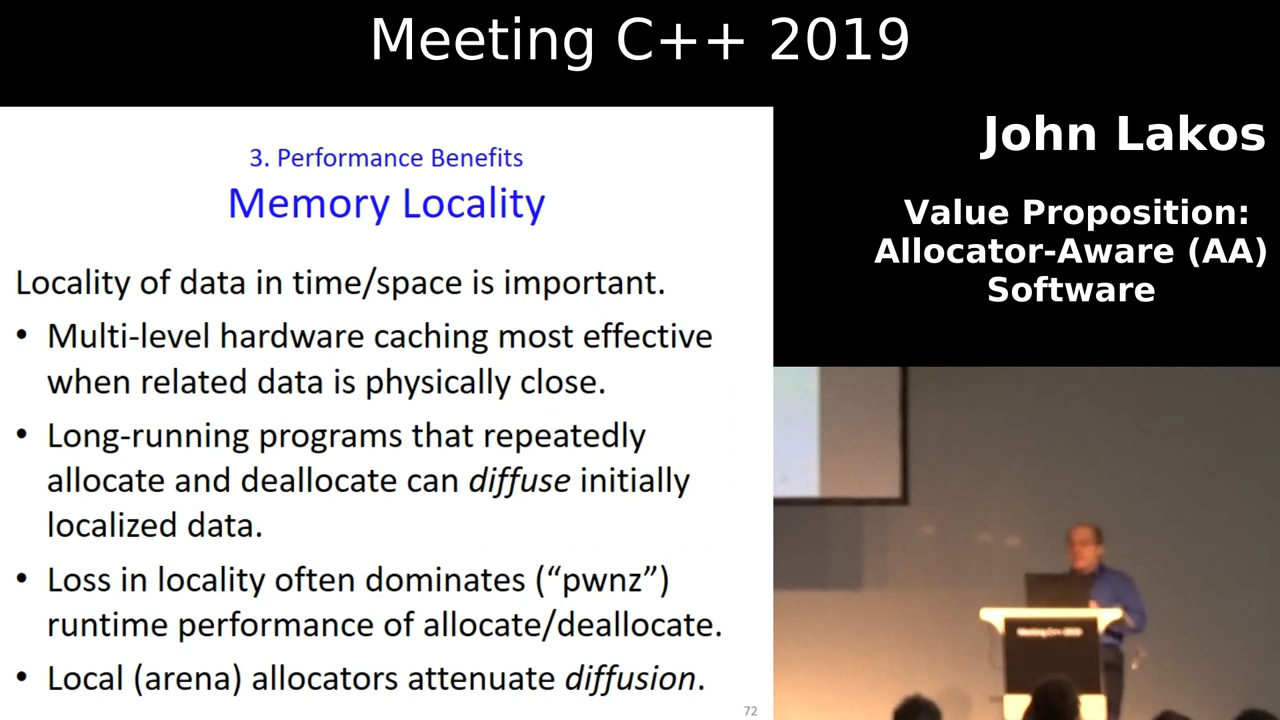 Meeting C++ 2019
John Lakos
Value Proposition:
Allocator-Aware (AA)
Software
3. Performance Benefits
Memory Locality
Locality of data in time/space is important.
• Multi-level hardware caching most effective
when related data is physically close.
• Long-running programs that repeatedly
allocate and deallocate can diffuse initially
localized data.
• Loss in locality often dominates (“pwnz”)
runtime performance of allocate/deallocate.
• Local (arena) allocators attenuate diffusion.
72
Meeting C++ 2019